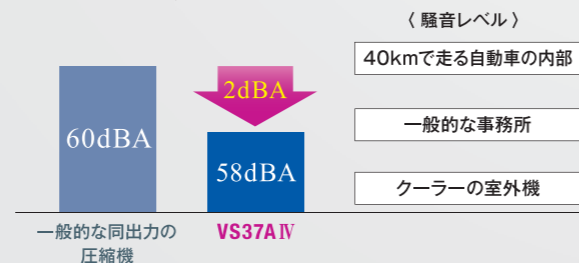 〈 騒音レベル 〉
40kmで走る自動車の内部
2dBA
60dBA
一般的な事務所
58dBA
クーラーの室外機
一般的な同出力の
圧縮機
VS37AⅣ